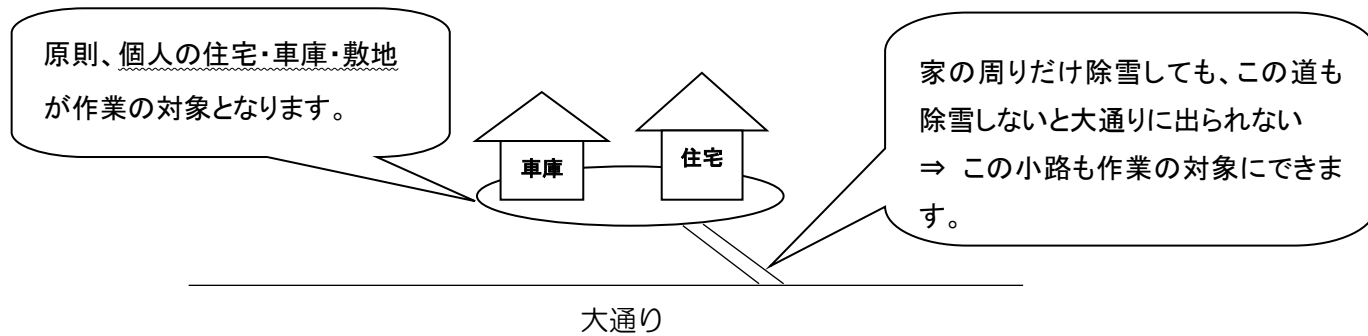 原則、個人の住宅・車庫・敷地
が作業の対象となります。
家の周りだけ除雪しても、この道も
除雪しないと大通りに出られない
⇒ この小路も作業の対象にできま
す。
車庫
住宅
大通り